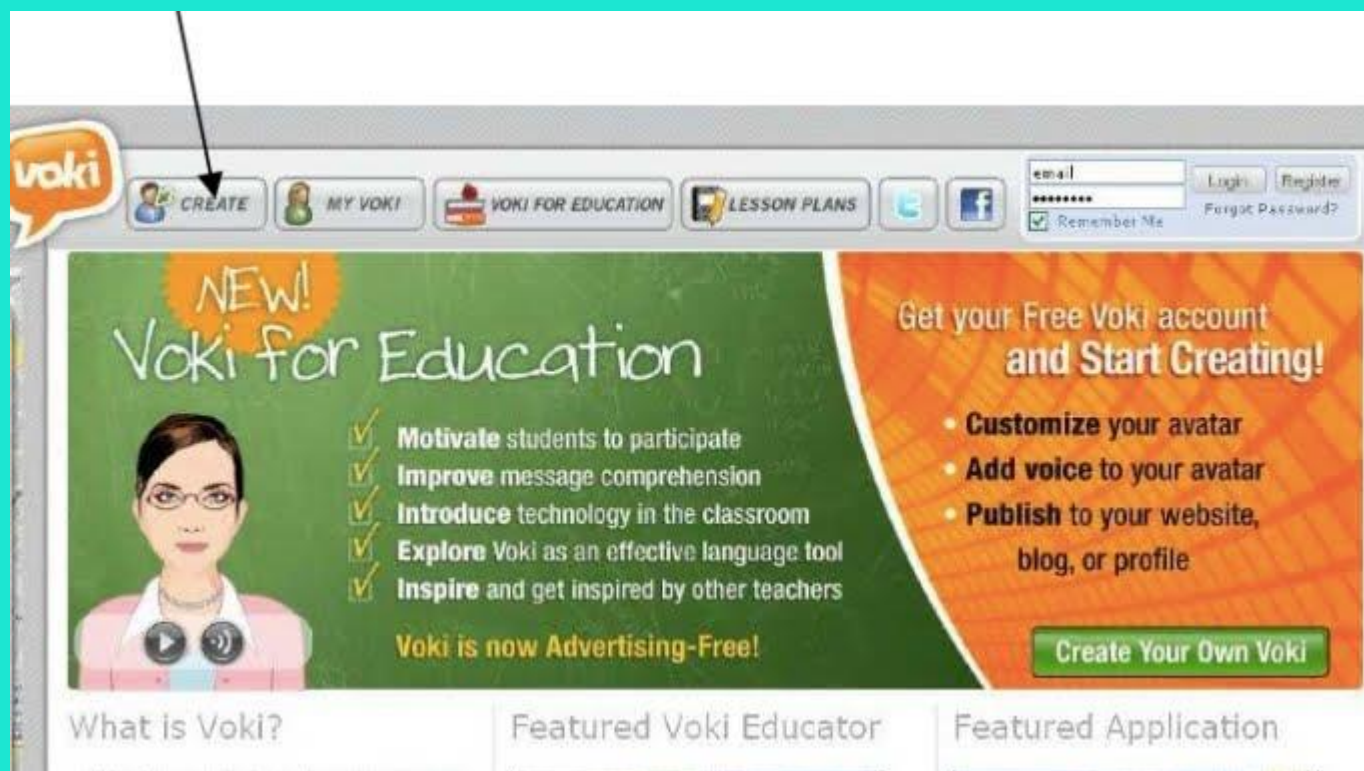 voki
CREATE
MY VOKI
VOKI FOR EDUCATION
LESSON PLANS
email
Login
Register
Remember Me
Forgot Password?
NEW!
Voki for Education
Motivate students to participate
Improve message comprehension
Introduce technology in the classroom
Explore Voki as an effective language tool
Inspire and get inspired by other teachers
Voki is now Advertising-Free!
Get your Free Voki account
and Start Creating!
• Customize your avatar
• Add voice to your avatar
• Publish to your website,
blog, or profile
Create Your Own Voki
What is Voki?
Featured Voki Educator
Featured Application